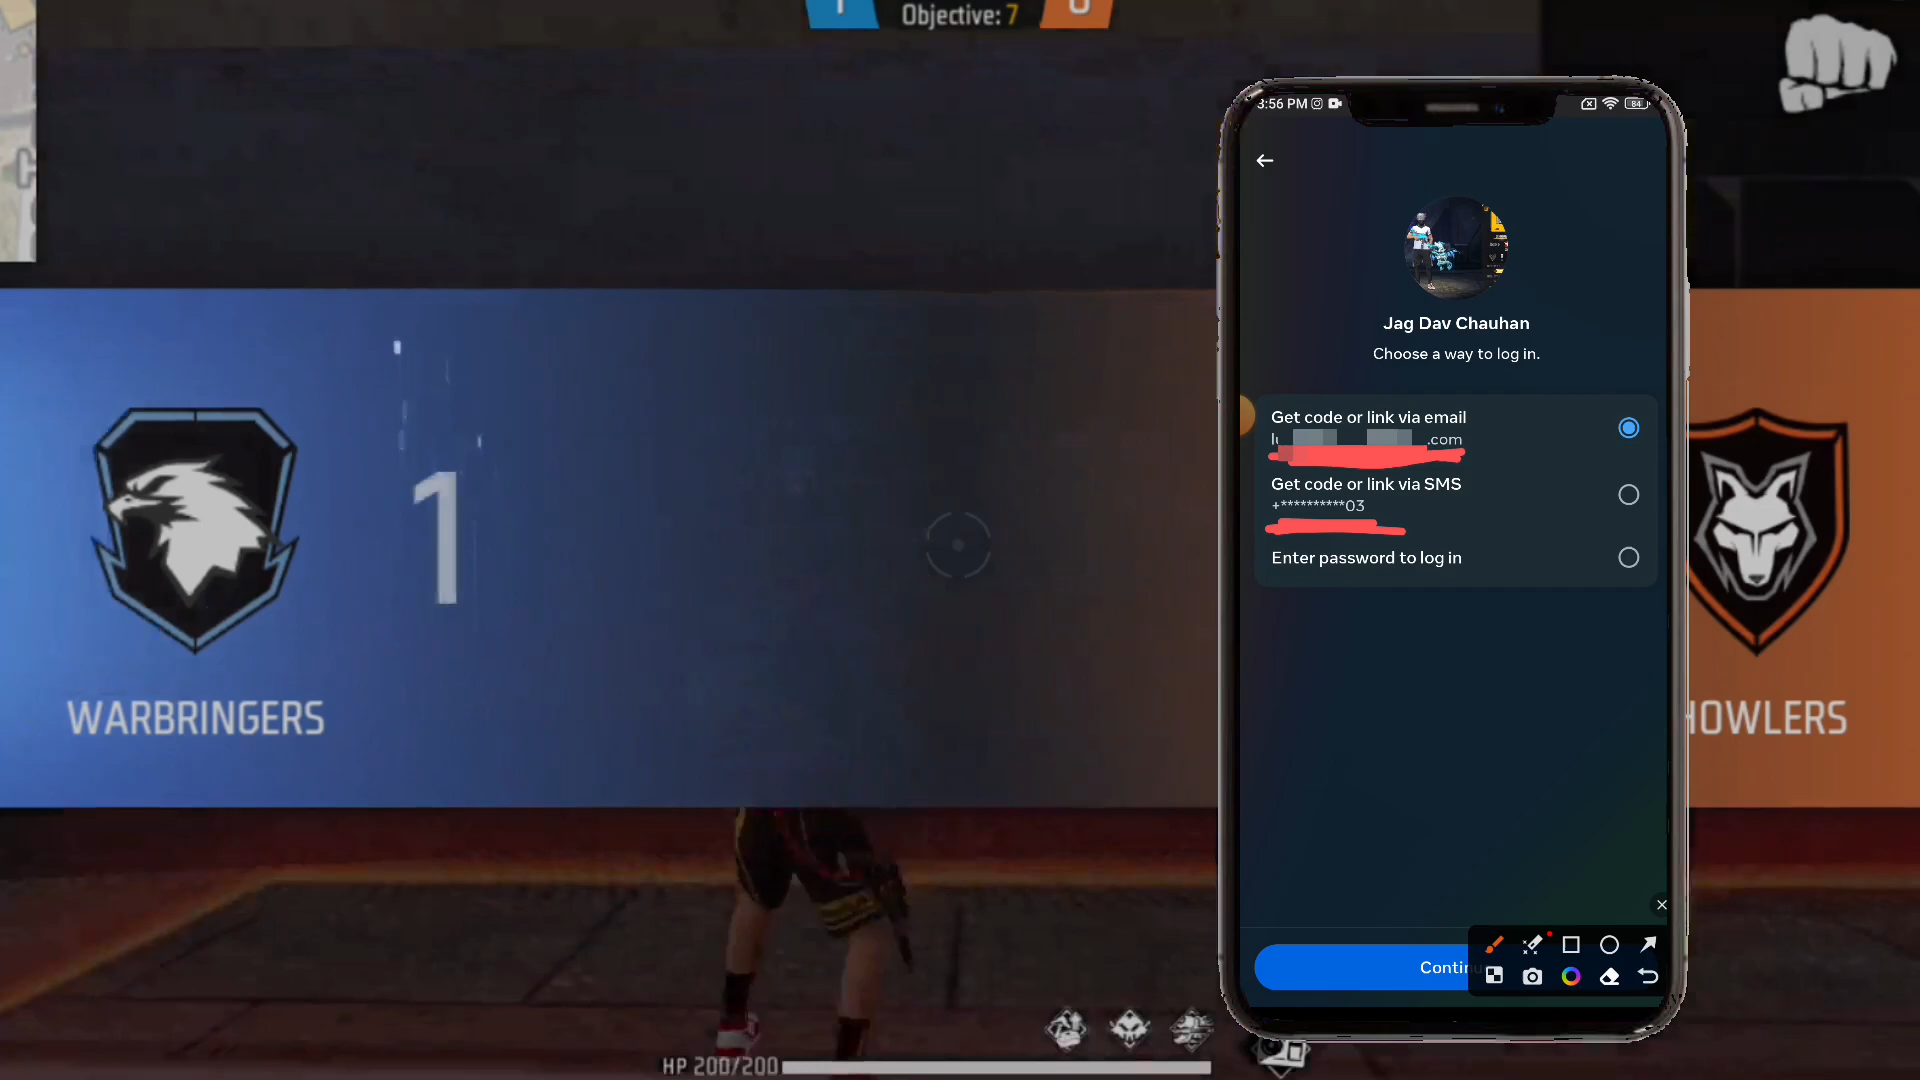 Objective: 7
3:56 PM
84
Jag Dav Chauhan
Choose a way to log in.
Get code or link via email
.com
Get code or link via SMS
+**********03
Enter password to log in
1
WARBRINGERS
HOWLERS
HP 200/200